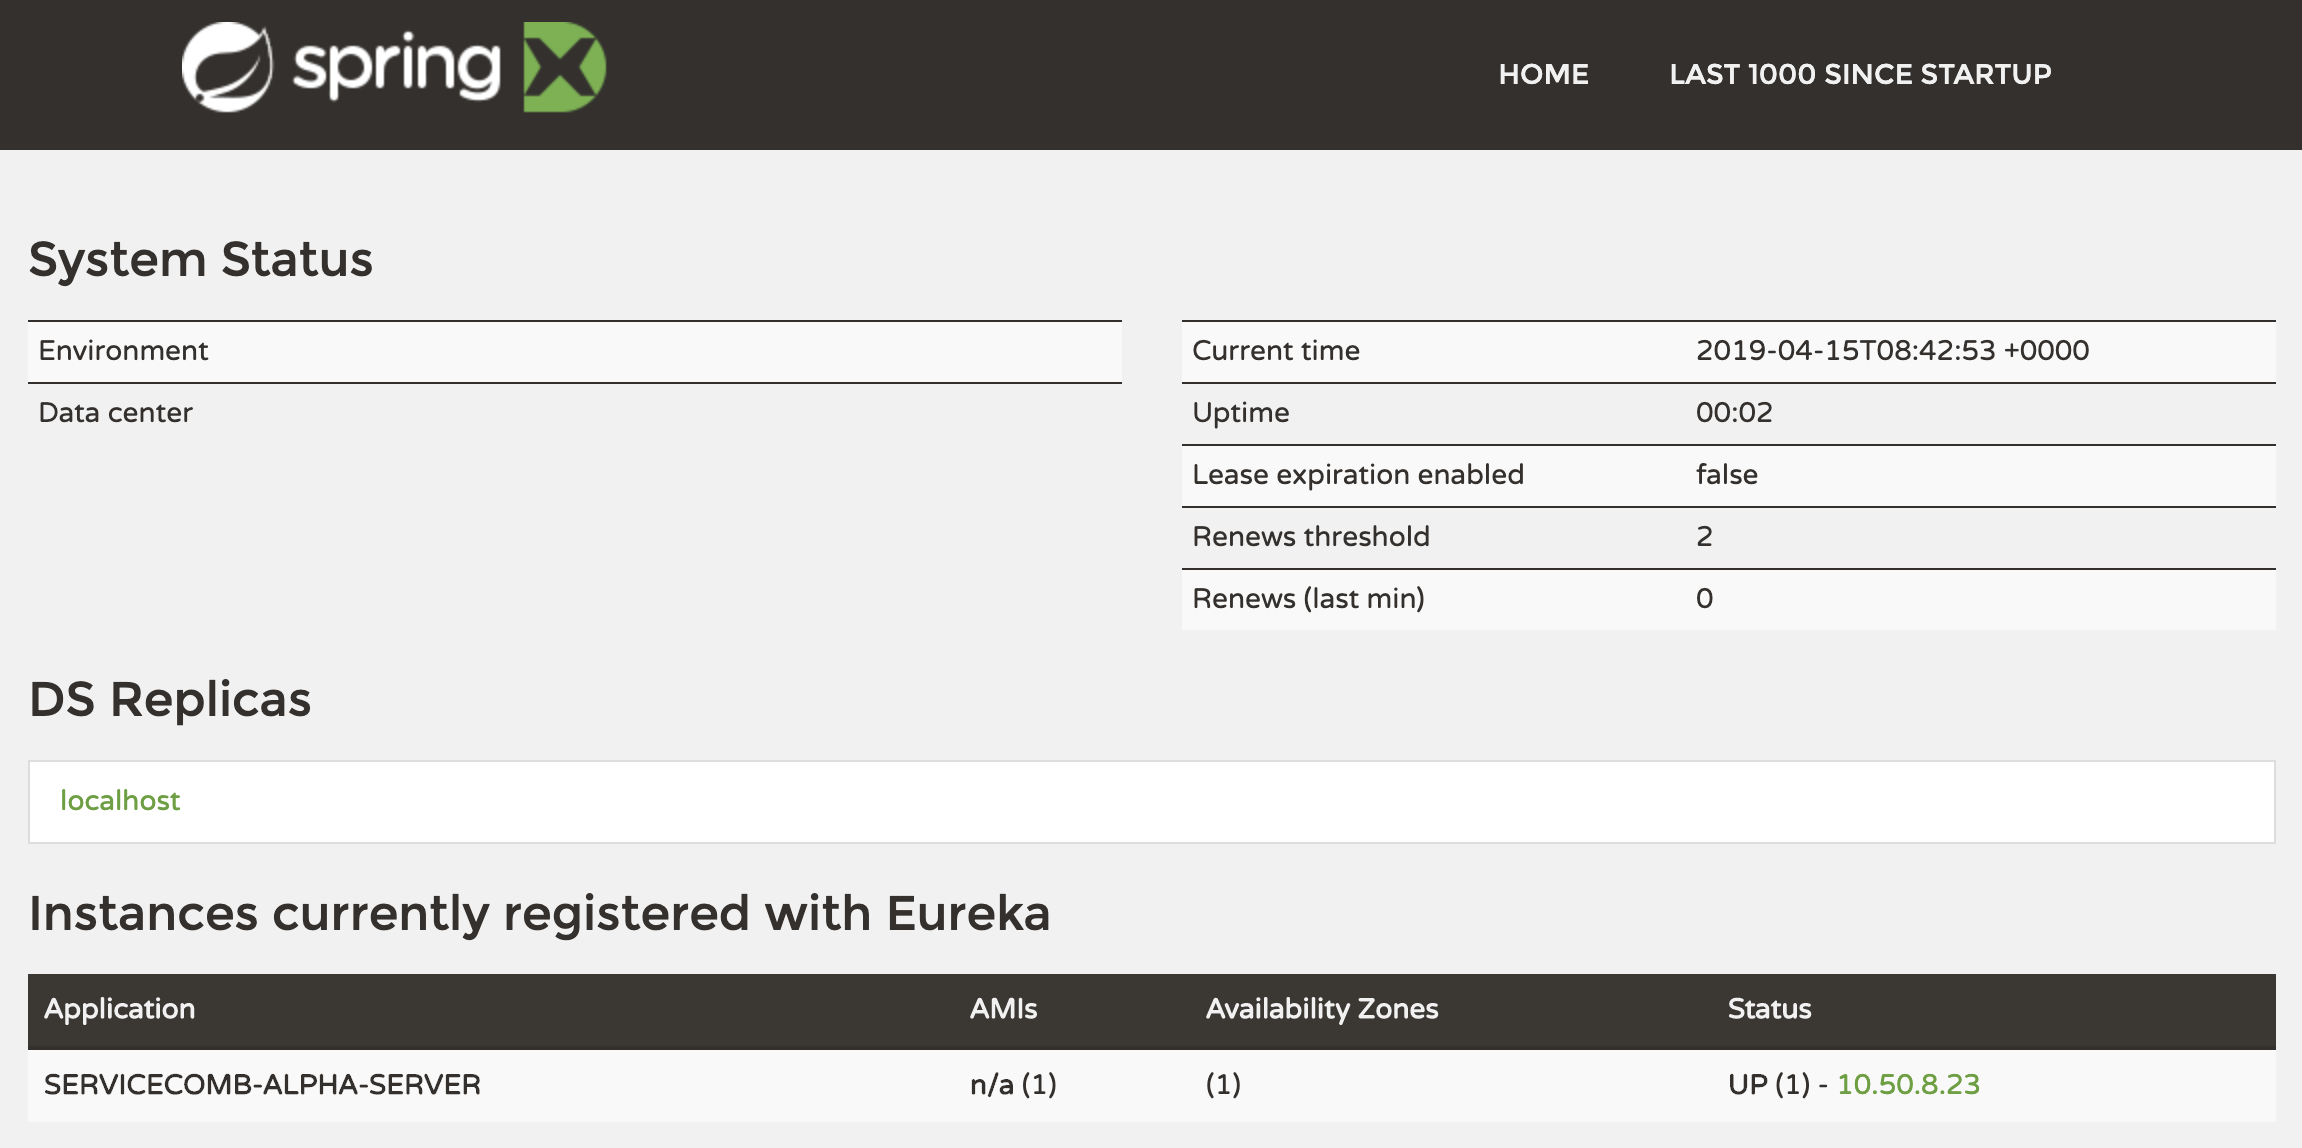 spring
HOME LAST 1000 SINCE STARTUP
System Status
Environment
Data center
Current time 2019-04-15T08:42:53 +0000
Uptime 00:02
Lease expiration enabled false
Renews threshold 2
Renews (last min) 0
DS Replicas
localhost
Instances currently registered with Eureka
Application AMIs Availability Zones Status
SERVICECOMB-ALPHA-SERVER n/a (1) (1) UP (1) - 10.50.8.23